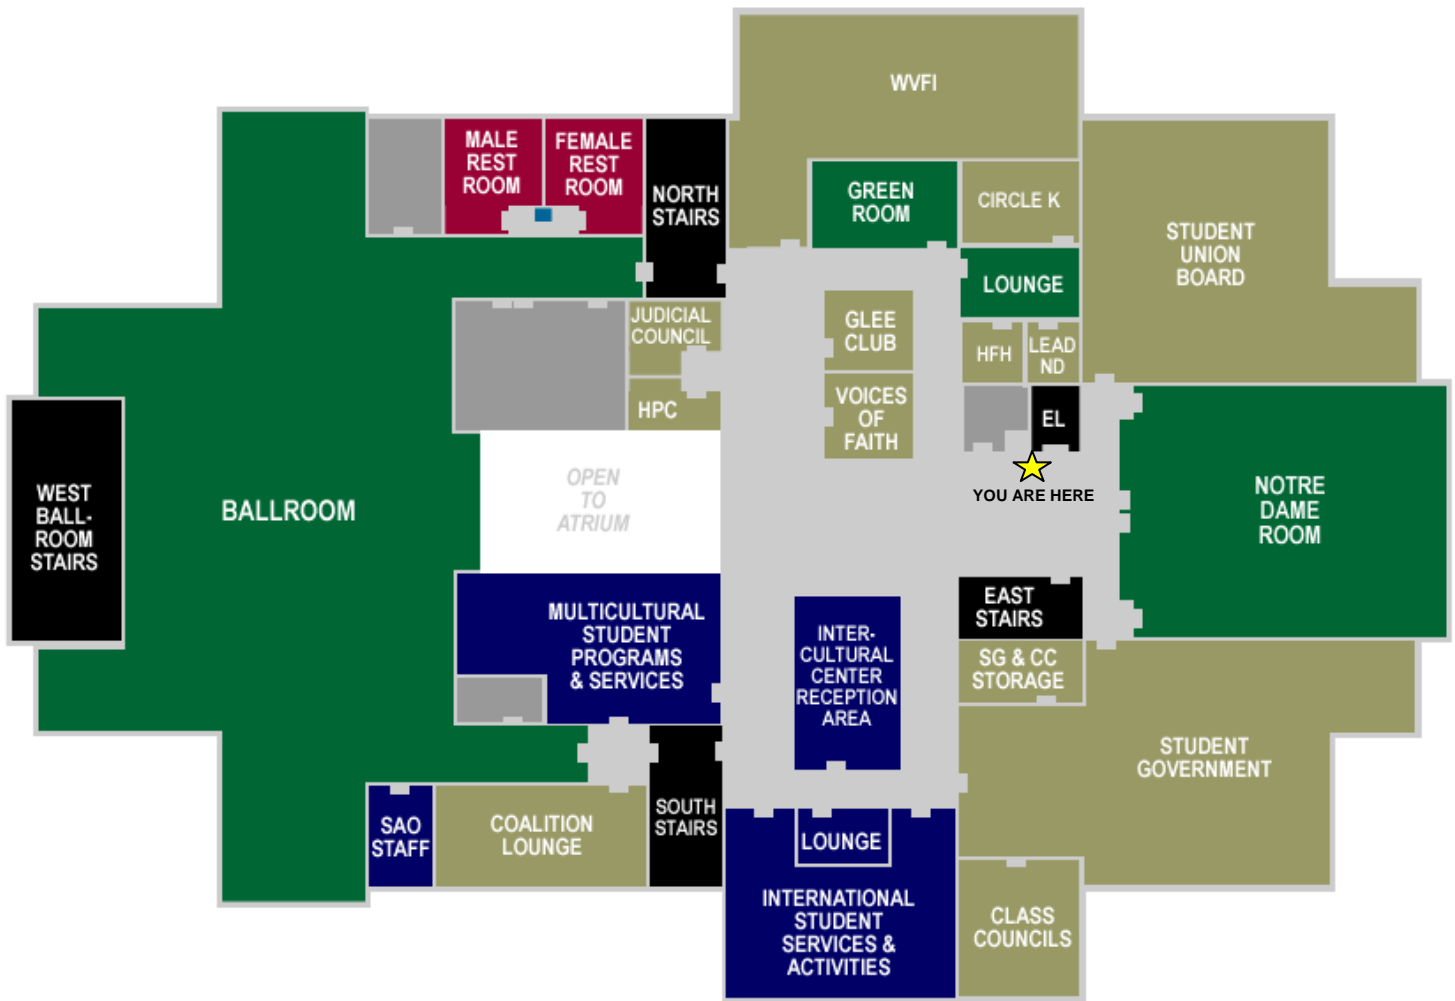 WVFI
MALE
REST
ROOM
FEMALE
REST
ROOM
NORTH
STAIRS
GREEN
ROOM
CIRCLE K
STUDENT
UNION
BOARD
LOUNGE
JUDICIAL
COUNCIL
GLEE
CLUB
HFH
LEAD
ND
HPC
VOICES
OF
FAITH
EL
YOU ARE HERE
WEST
BALL-
ROOM
STAIRS
BALLROOM
OPEN
TO
ATRIUM
NOTRE
DAME
ROOM
MULTICULTURAL
STUDENT
PROGRAMS
& SERVICES
INTER-
CULTURAL
CENTER
RECEPTION
AREA
EAST
STAIRS
SG & CC
STORAGE
STUDENT
GOVERNMENT
SAO
STAFF
COALITION
LOUNGE
SOUTH
STAIRS
LOUNGE
INTERNATIONAL
STUDENT
SERVICES &
ACTIVITIES
CLASS
COUNCILS